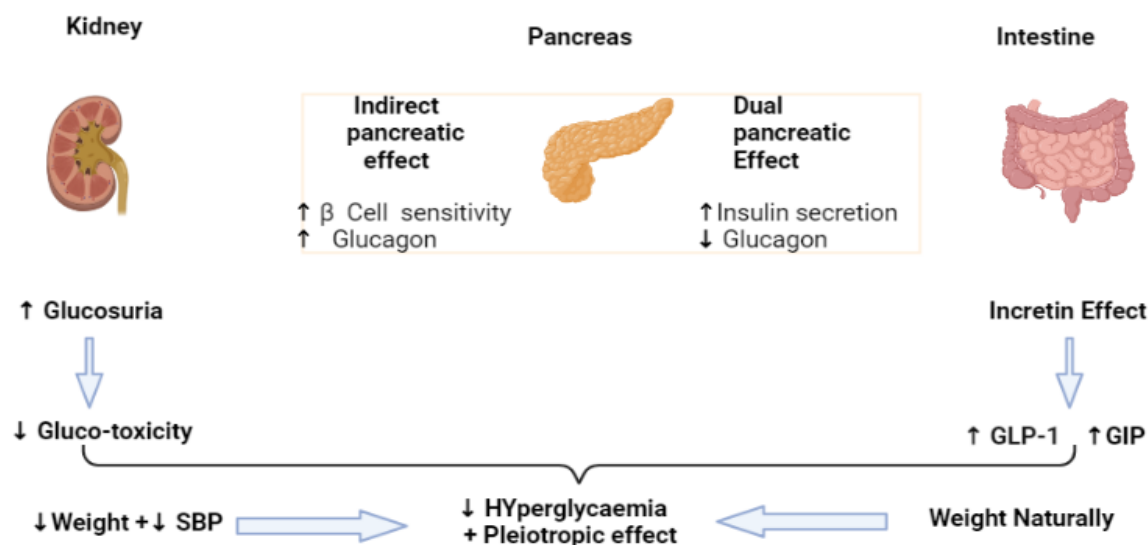 Kidney
Pancreas
Intestine
Indirect
pancreatic
effect
Dual
pancreatic
Effect
↑ β Cell sensitivity
↑ Glucagon
↑Insulin secretion
↓ Glucagon
↑ Glucosuria
Incretin Effect
↓ Gluco-toxicity
↑ GLP-1 ↑GIP
↓Weight +↓ SBP
↓ HYperglycaemia
+ Pleiotropic effect
Weight Naturally